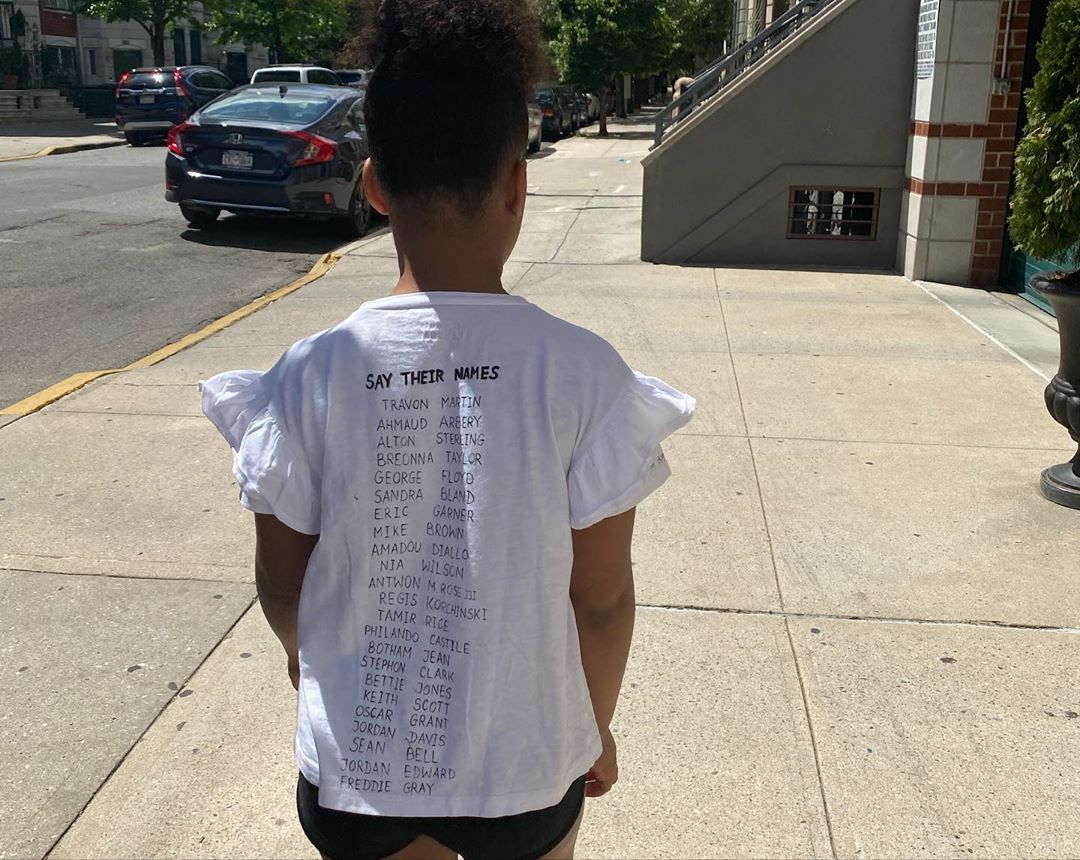 SAY THEIR NAMES
TRAVON MARTIN
AHMAUD ARBERY
ALTON STERLING
BREONNA TAYLOR
GEORGE FLOYD
SANDRA BLAND
ERIC GARNER
MIKE BROWN
AMADOU DIALLO
NIA WILSON
ANTWON M ROSE III
REGIS KORCHINSKI
TAMIR RICE
PHILANDO CASTILE
BOTHAM JEAN
STEPHON CLARK
BETTIE JONES
KEITH SCOTT
OSCAR GRANT
JORDAN DAVIS
SEAN BELL
JORDAN EDWARD
FREDDIE GRAY